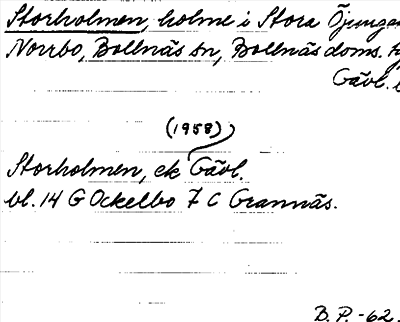 Storholmen, holme i Stora Öjungen
Norrbo, Bollnäs sn, Bollnäs doms. 
Gävl.
(1958)
Storholmen, ek Gävl.
bl. 14 G Ockelbo 7 C Grannäs.
B. P. -62.